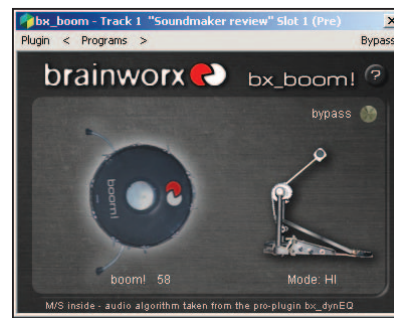 bx_boom - Track 1 "Soundmaker review" Slot 1 (Pre)
Plugin < Programs > Bypass
brainworx bx_boom! ?
bypass
boom!
boom! 58 Mode: HI
M/S inside - audio algorithm taken from the pro-plugin bx_dynEQ